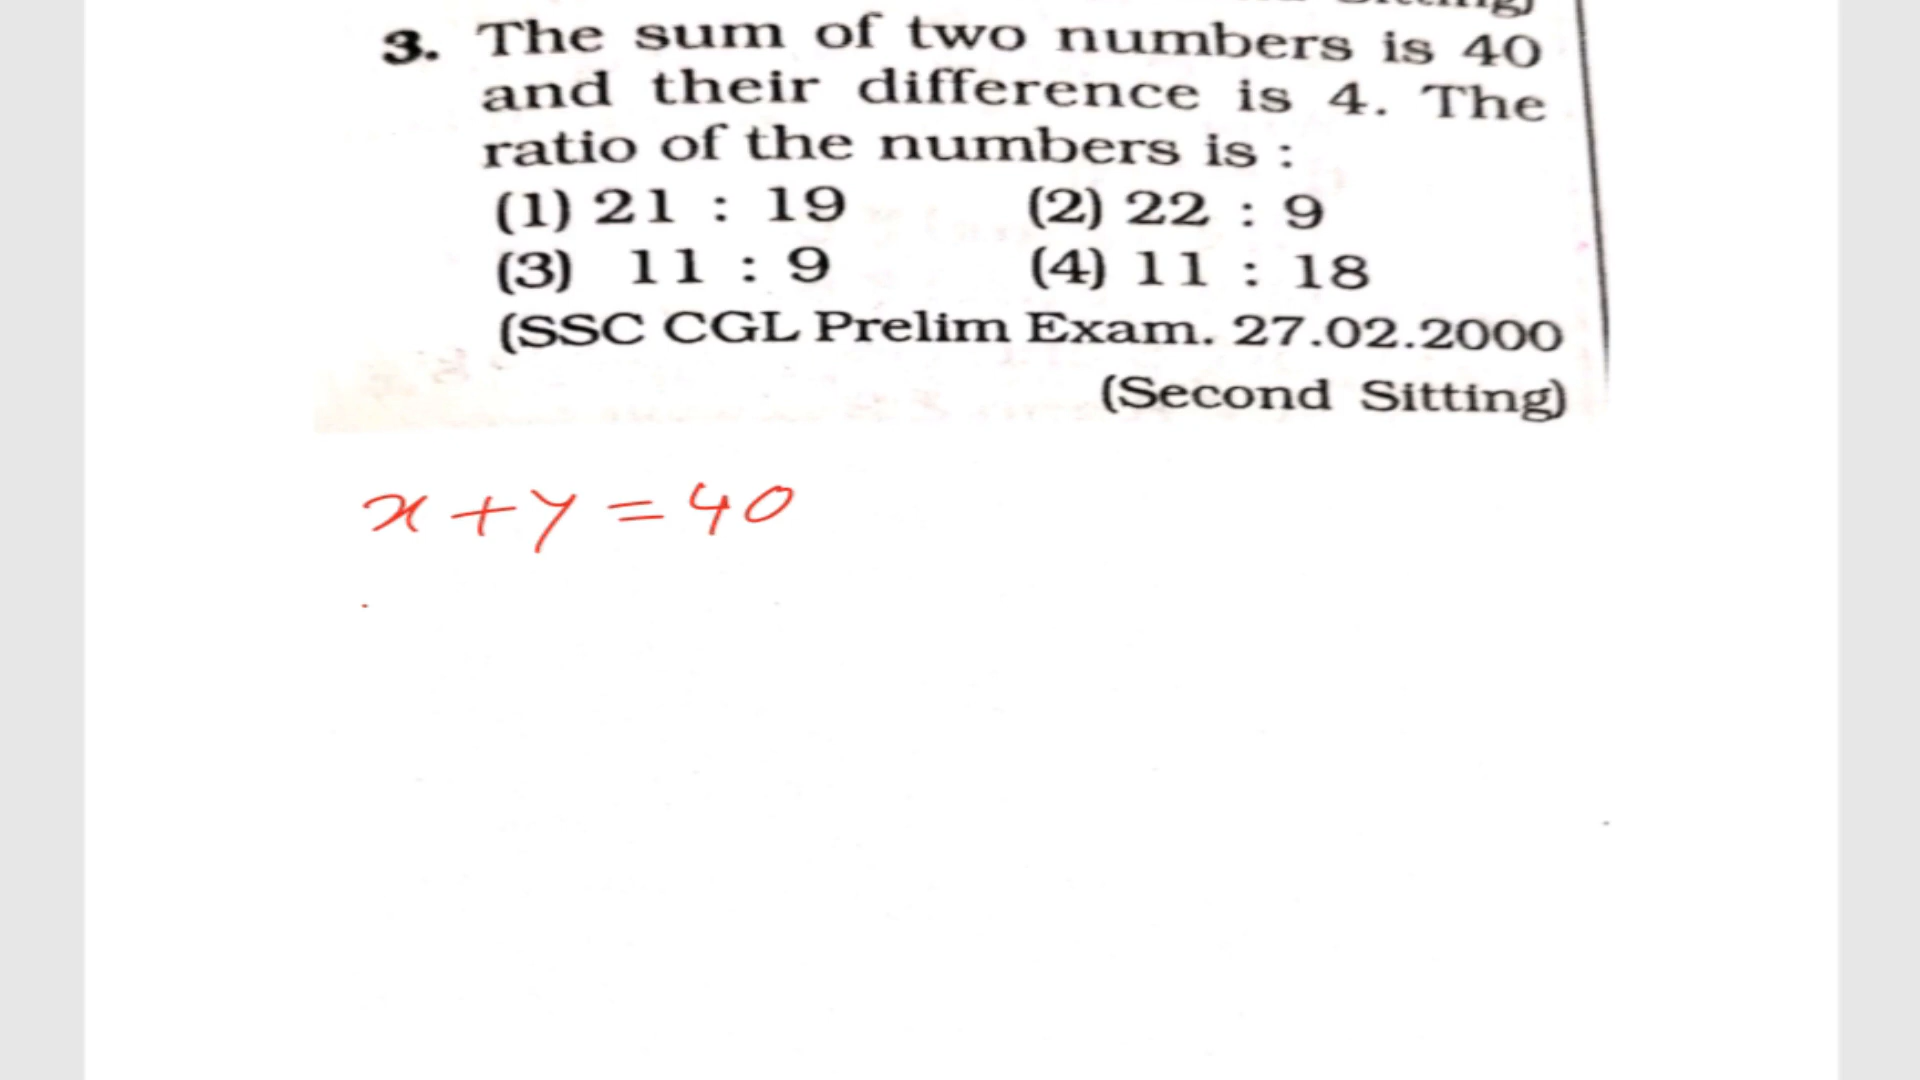 3. The sum of two numbers is 40
and their difference is 4. The
ratio of the numbers is :
(1) 21 : 19 (2) 22 : 9
(3) 11 : 9 (4) 11 : 18
(SSC CGL Prelim Exam. 27.02.2000
(Second Sitting)
x + y = 40